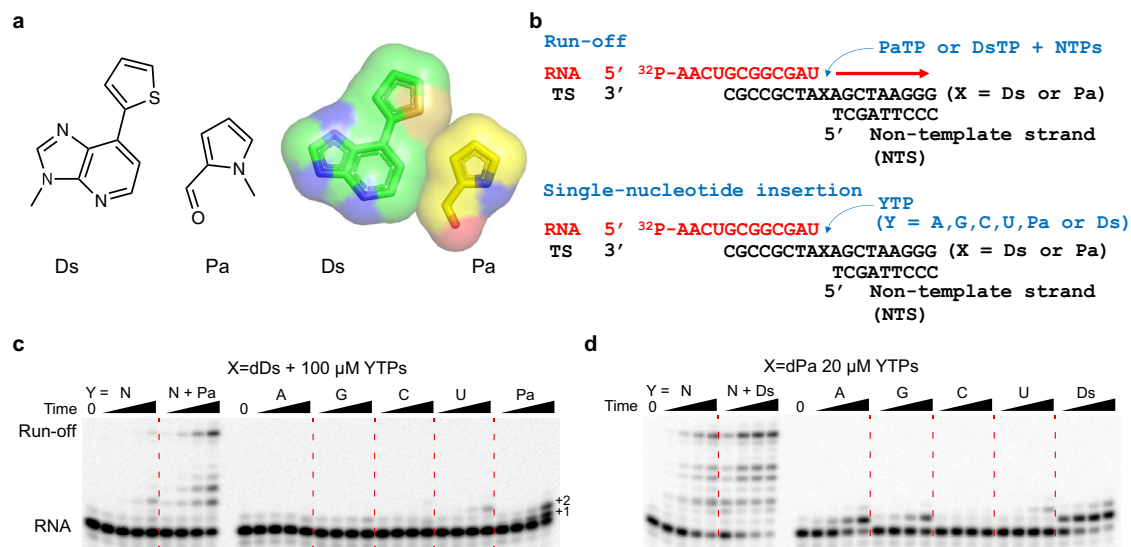 a
S
N
N
N
N
O
Ds
Pa
Ds
Pa
b
Run-off
PaTP or DsTP + NTPs
RNA 5’ ³²P-AACUGCGGCGAU
TS 3’ CGCCGCTAXAGCTAAGGG (X = Ds or Pa)
TCGATTCCC
5’ Non-template strand
(NTS)
Single-nucleotide insertion
YTP
(Y = A,G,C,U,Pa or Ds)
RNA 5’ ³²P-AACUGCGGCGAU
TS 3’ CGCCGCTAXAGCTAAGGG (X = Ds or Pa)
TCGATTCCC
5’ Non-template strand
(NTS)
c
X=dDs + 100 µM YTPs
Y = N N + Pa A G C U Pa
Time 0 0
Run-off
+2
+1
RNA
d
X=dPa 20 µM YTPs
Y= N N + Ds A G C U Ds
Time 0 0